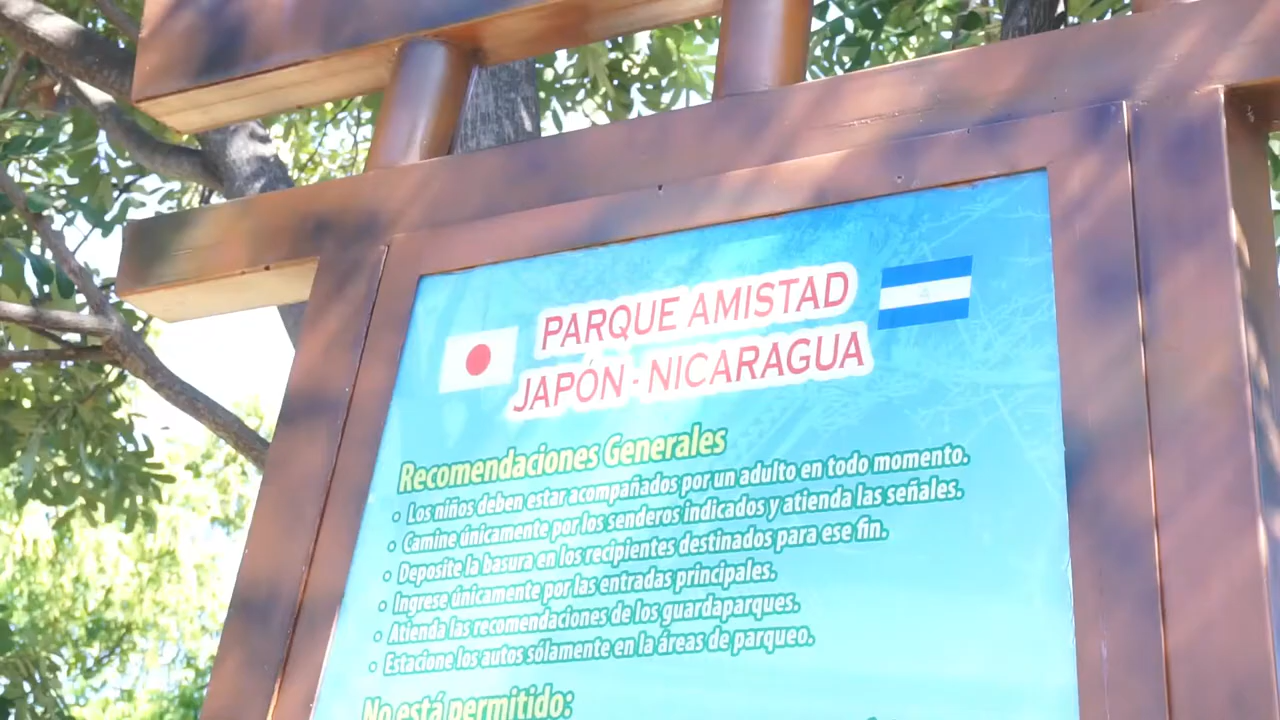 PARQUE AMISTAD
JAPÓN - NICARAGUA
Recomendaciones Generales
• Los niños deben estar acompañados por un adulto en todo momento.
• Camine únicamente por los senderos indicados y atienda las señales.
• Deposite la basura en los recipientes destinados para ese fin.
• Ingrese únicamente por las entradas principales.
• Atienda las recomendaciones de los guardaparques.
• Estacione los autos sólamente en la áreas de parqueo.
No está permitido: